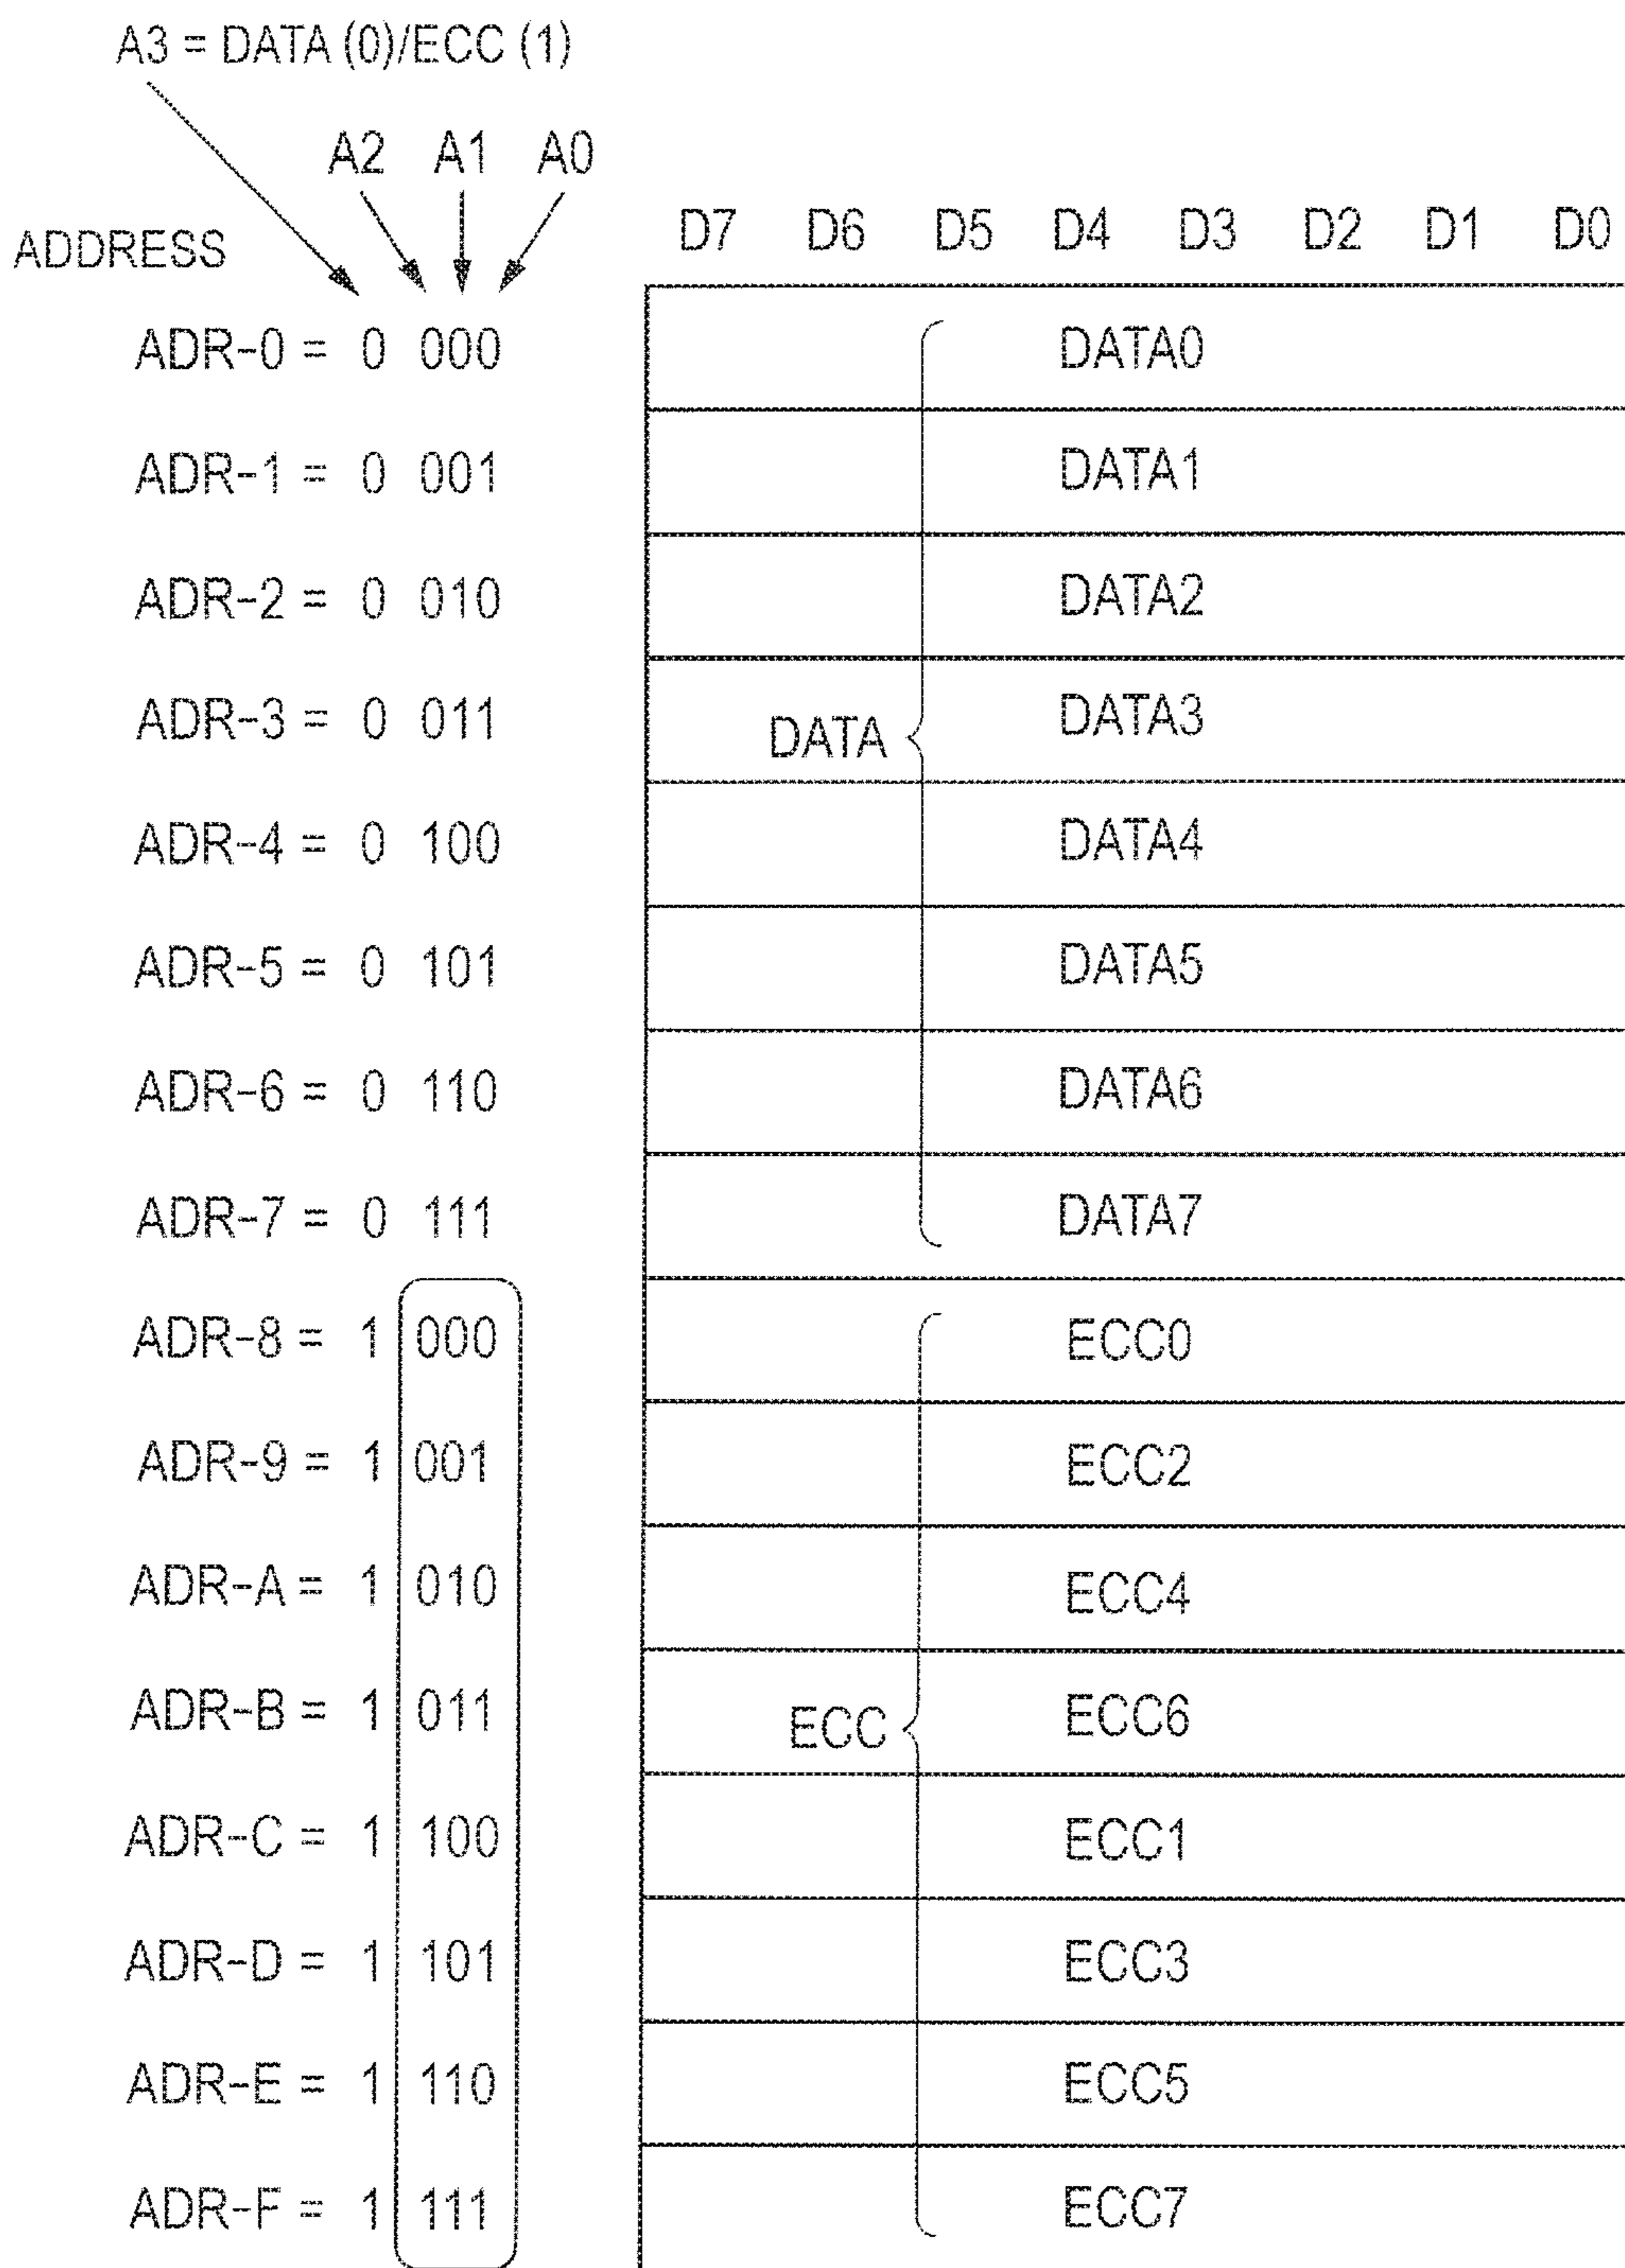 A3 = DATA (0)/ECC (1)
A2 A1 A0
ADDRESS D7 D6 D5 D4 D3 D2 D1 D0
ADR-0 = 0 000 DATA0
ADR-1 = 0 001 DATA1
ADR-2 = 0 010 DATA2
ADR-3 = 0 011 DATA DATA3
ADR-4 = 0 100 DATA4
ADR-5 = 0 101 DATA5
ADR-6 = 0 110 DATA6
ADR-7 = 0 111 DATA7
ADR-8 = 1 000 ECC0
ADR-9 = 1 001 ECC2
ADR-A = 1 010 ECC4
ADR-B = 1 011 ECC ECC6
ADR-C = 1 100 ECC1
ADR-D = 1 101 ECC3
ADR-E = 1 110 ECC5
ADR-F = 1 111 ECC7